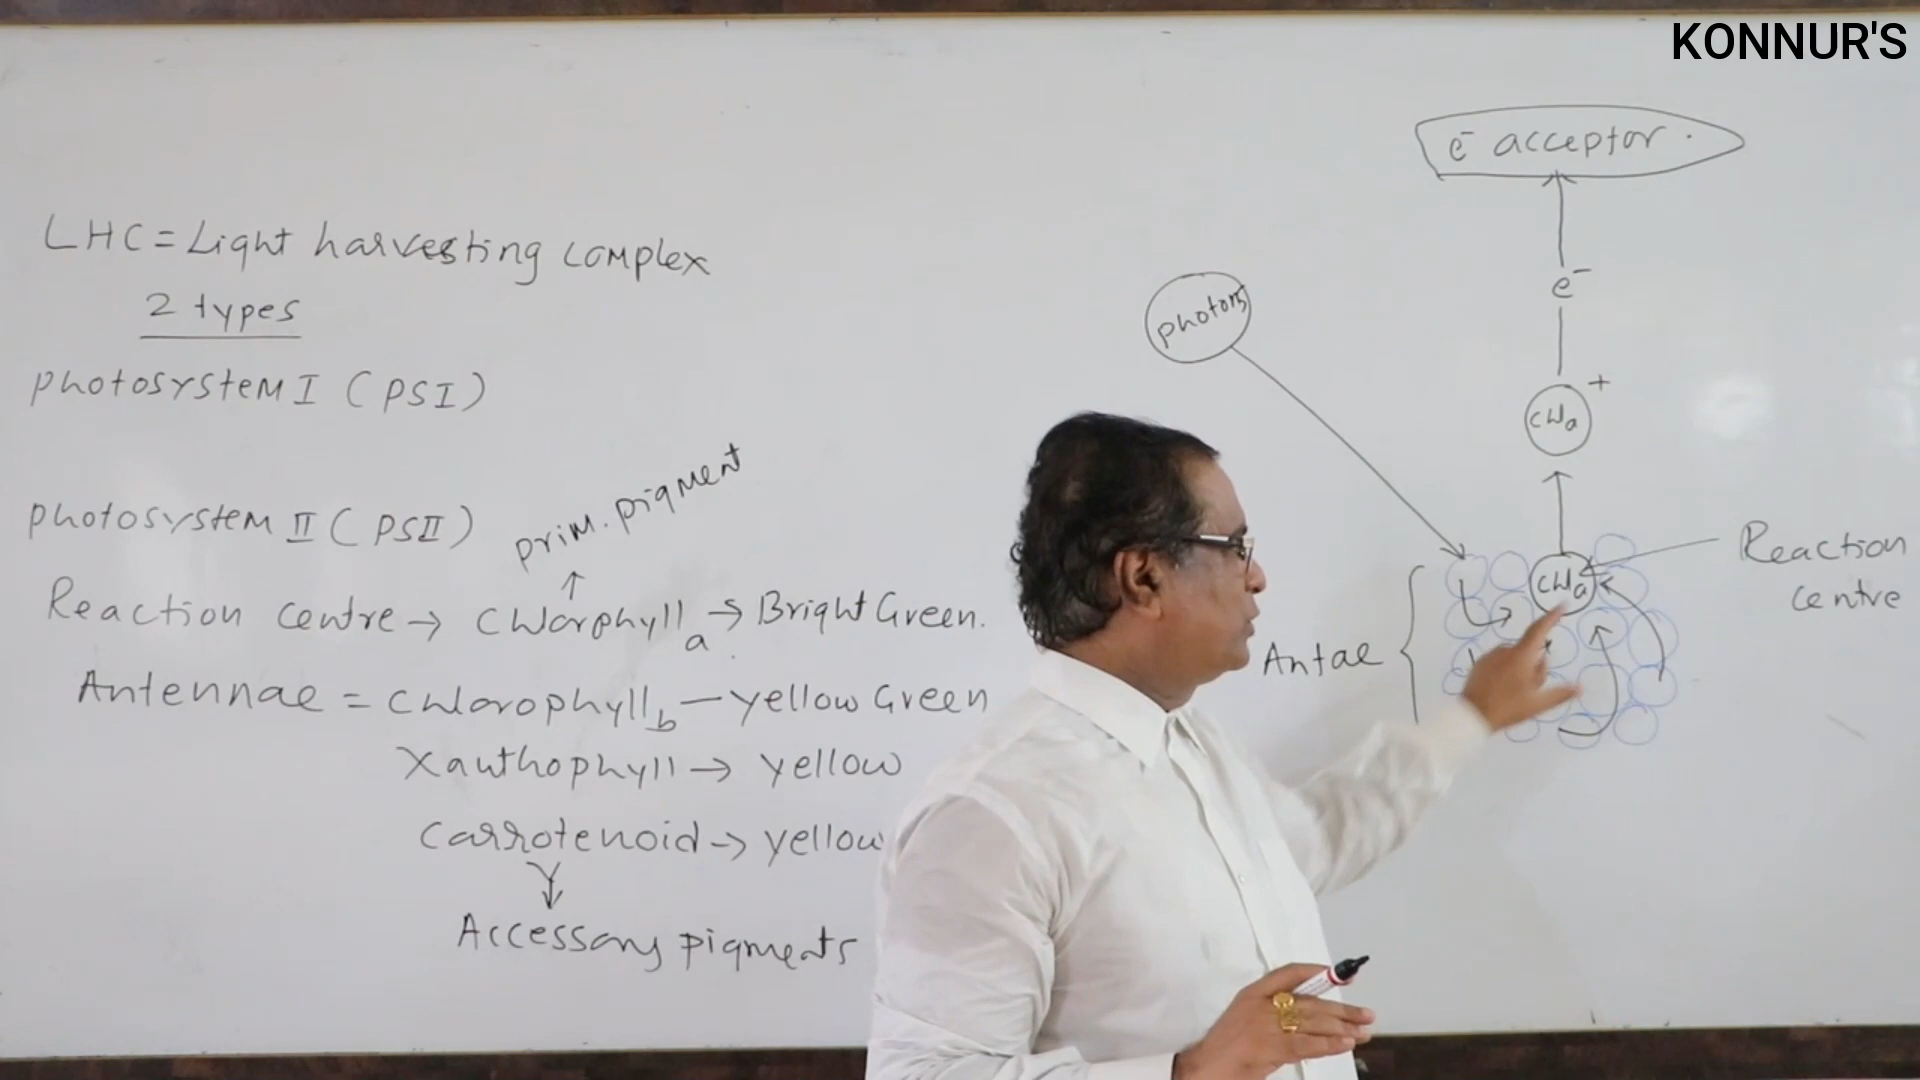 KONNUR'S
LHC = Light harvesting complex
2 types
photosystem I (PSI)
photosystem II (PSII)
prim. pigment
Reaction centre → Chlorphyll a → Bright Green.
Antennae = Chlorophyll b — yellow Green
Xanthophyll → yellow
Carrotenoid → yellow
Accessory pigments
e- acceptor.
e-
photons
Chl a +
Chl a
Reaction
centre
Antae